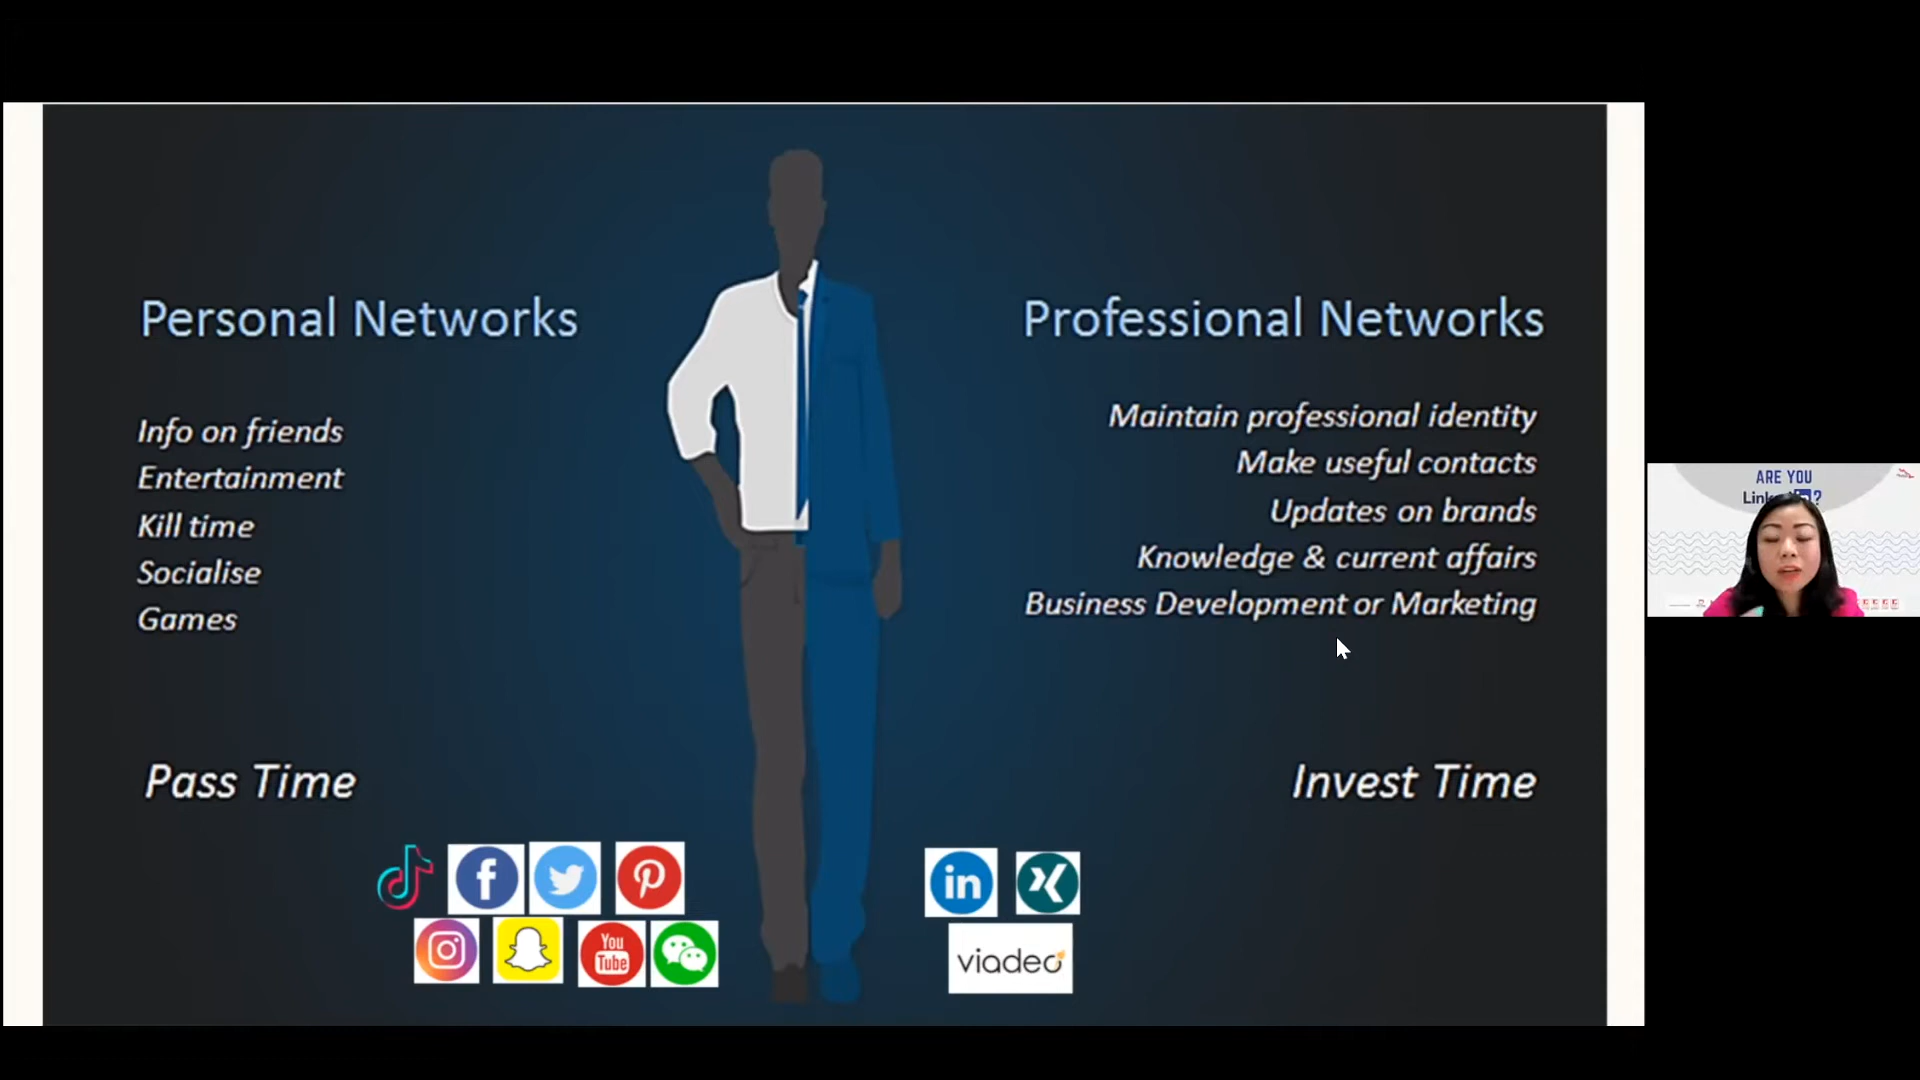 Personal Networks
Info on friends
Entertainment
Kill time
Socialise
Games
Pass Time
Professional Networks
Maintain professional identity
Make useful contacts
Updates on brands
Knowledge & current affairs
Business Development or Marketing
Invest Time
f
You
Tube
in
viadeo
ARE YOU